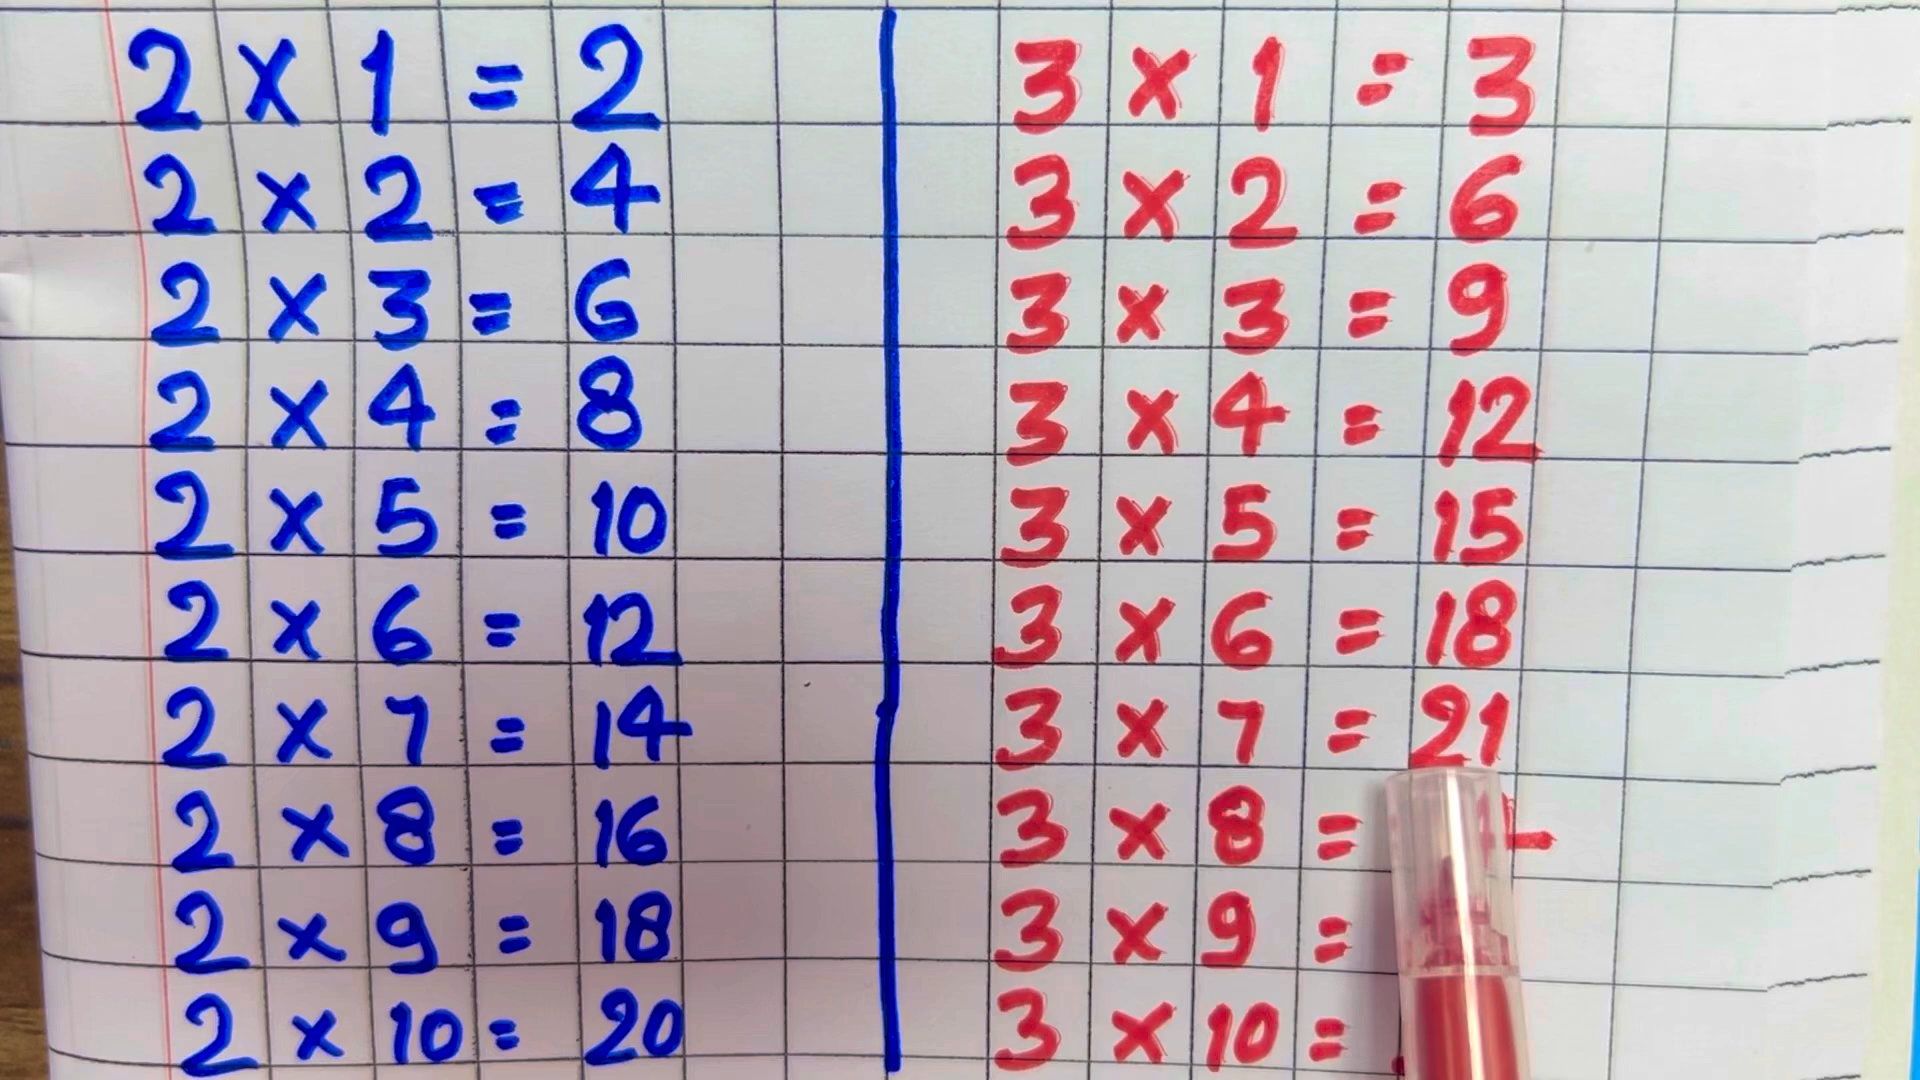 2 × 1 = 2
2 × 2 = 4
2 × 3 = 6
2 × 4 = 8
2 × 5 = 10
2 × 6 = 12
2 × 7 = 14
2 × 8 = 16
2 × 9 = 18
2 × 10 = 20
3 × 1 = 3
3 × 2 = 6
3 × 3 = 9
3 × 4 = 12
3 × 5 = 15
3 × 6 = 18
3 × 7 = 21
3 × 8 =
3 × 9 =
3 × 10 =